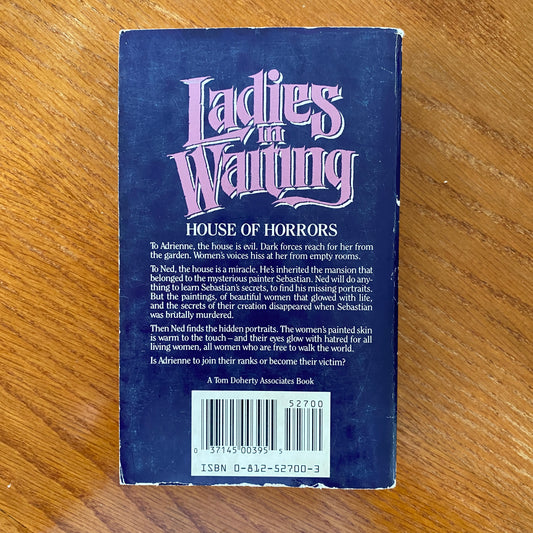 Ladies
in
Waiting
HOUSE OF HORRORS
To Adrienne, the house is evil. Dark forces reach for her from the
garden. Women's voices hiss at her from empty rooms.
To Ned, the house is a miracle. He's inherited the mansion that
belonged to the mysterious painter Sebastian. Ned will do any-
thing to learn Sebastian's secrets, to find his missing portraits.
But the paintings, of beautiful women that glowed with life,
and the secrets of their creation disappeared when Sebastian
was brutally murdered.
Then Ned finds the hidden portraits. The women's painted skin
is warm to the touch—and their eyes glow with hatred for all
living women, all women who are free to walk the world.
Is Adrienne to join their ranks or become their victim?
A Tom Doherty Associates Book
52700
0 37145 00395 5
ISBN 0-812-52700-3